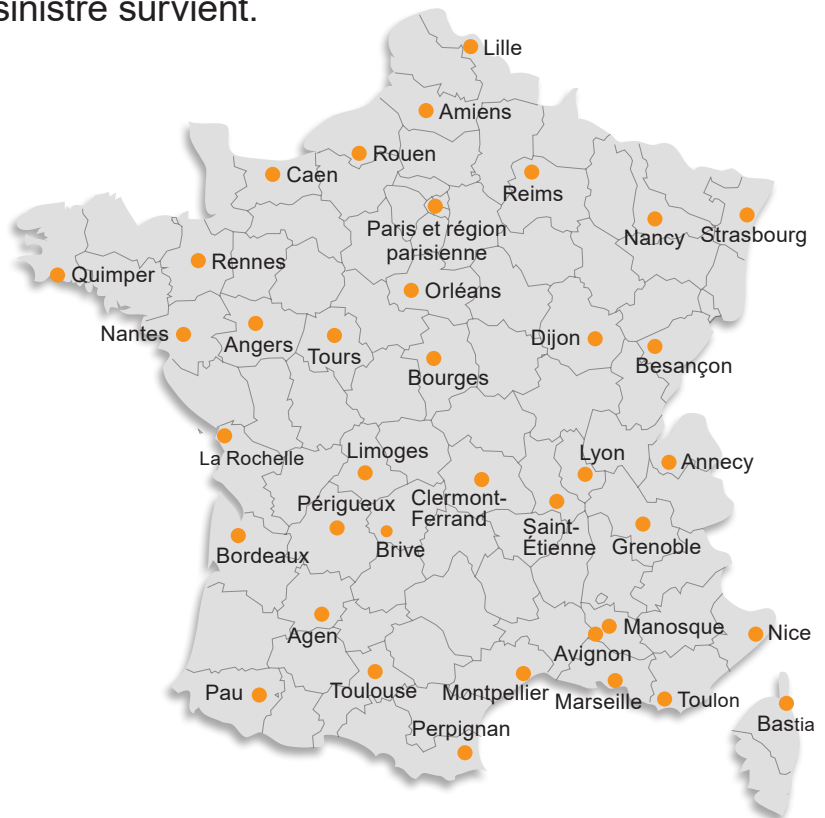 sinistre survient.
Lille
Amiens
Rouen
Caen
Reims
Paris et région
parisienne
Nancy
Strasbourg
Quimper
Rennes
Orléans
Nantes
Angers
Tours
Dijon
Besançon
Bourges
La Rochelle
Limoges
Lyon
Annecy
Périgueux
Clermont-
Ferrand
Brive
Saint-
Étienne
Grenoble
Bordeaux
Agen
Manosque
Nice
Avignon
Pau
Toulouse
Montpellier
Marseille
Toulon
Bastia
Perpignan